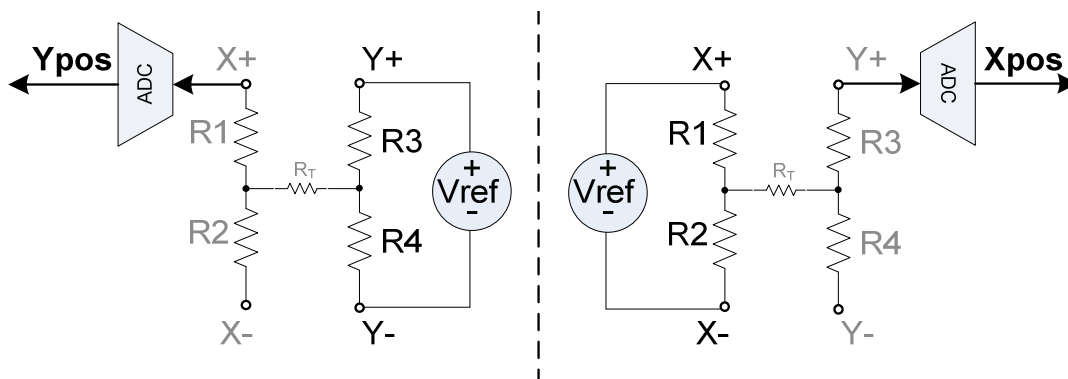 Ypos
ADC
X+
Y+
R1
R3
RT
+
Vref
-
R2
R4
X-
Y-
X+
Y+
ADC
Xpos
R1
R3
+
Vref
-
RT
R2
R4
X-
Y-